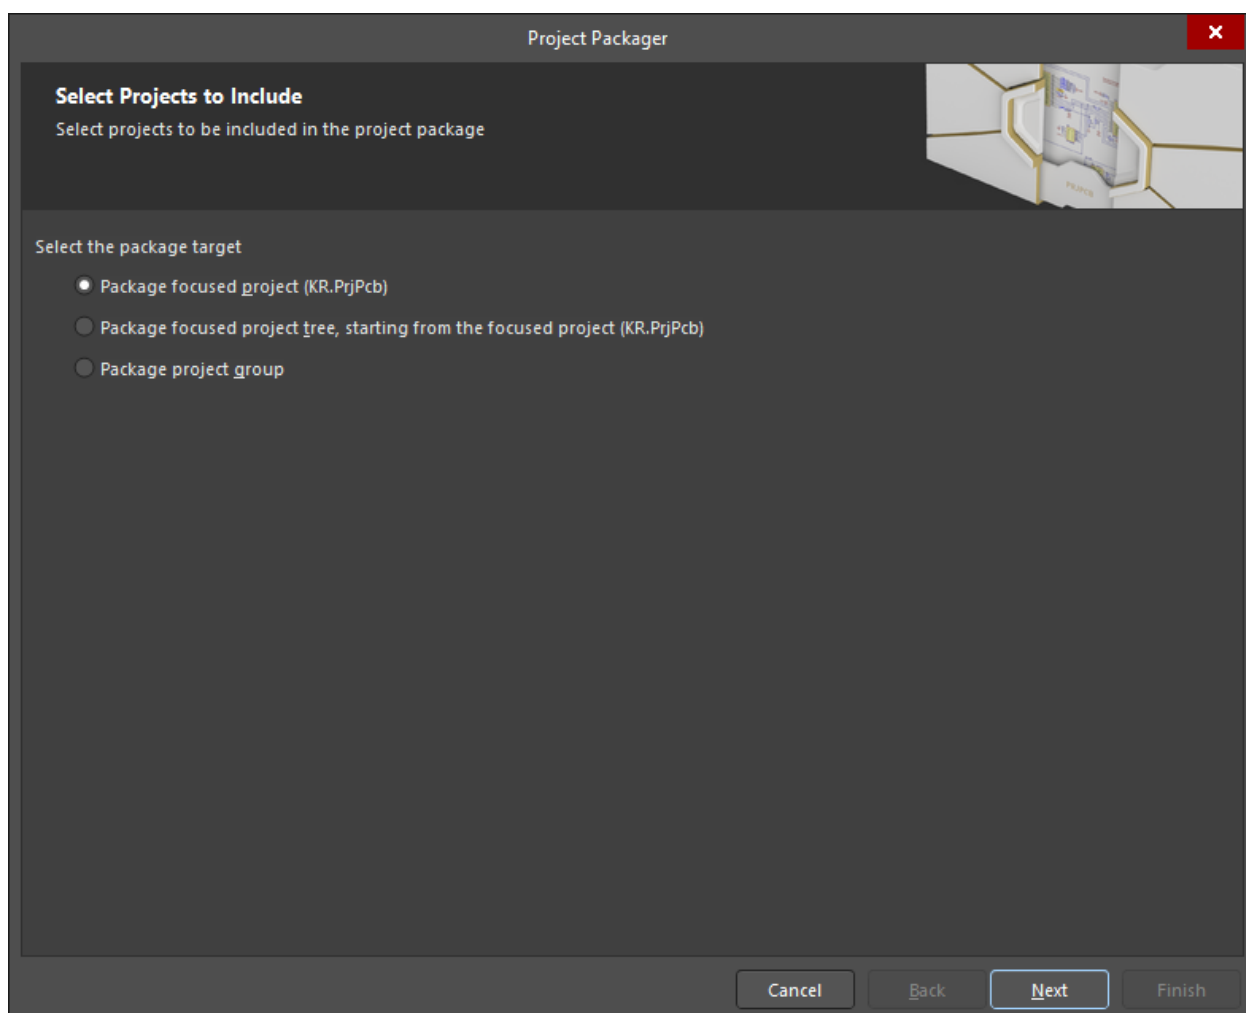 Project Packager
Select Projects to Include
Select projects to be included in the project package
PRJPCB
Select the package target
Package focused project (KR.PrjPcb)
Package focused project tree, starting from the focused project (KR.PrjPcb)
Package project group
Cancel
Back
Next
Finish